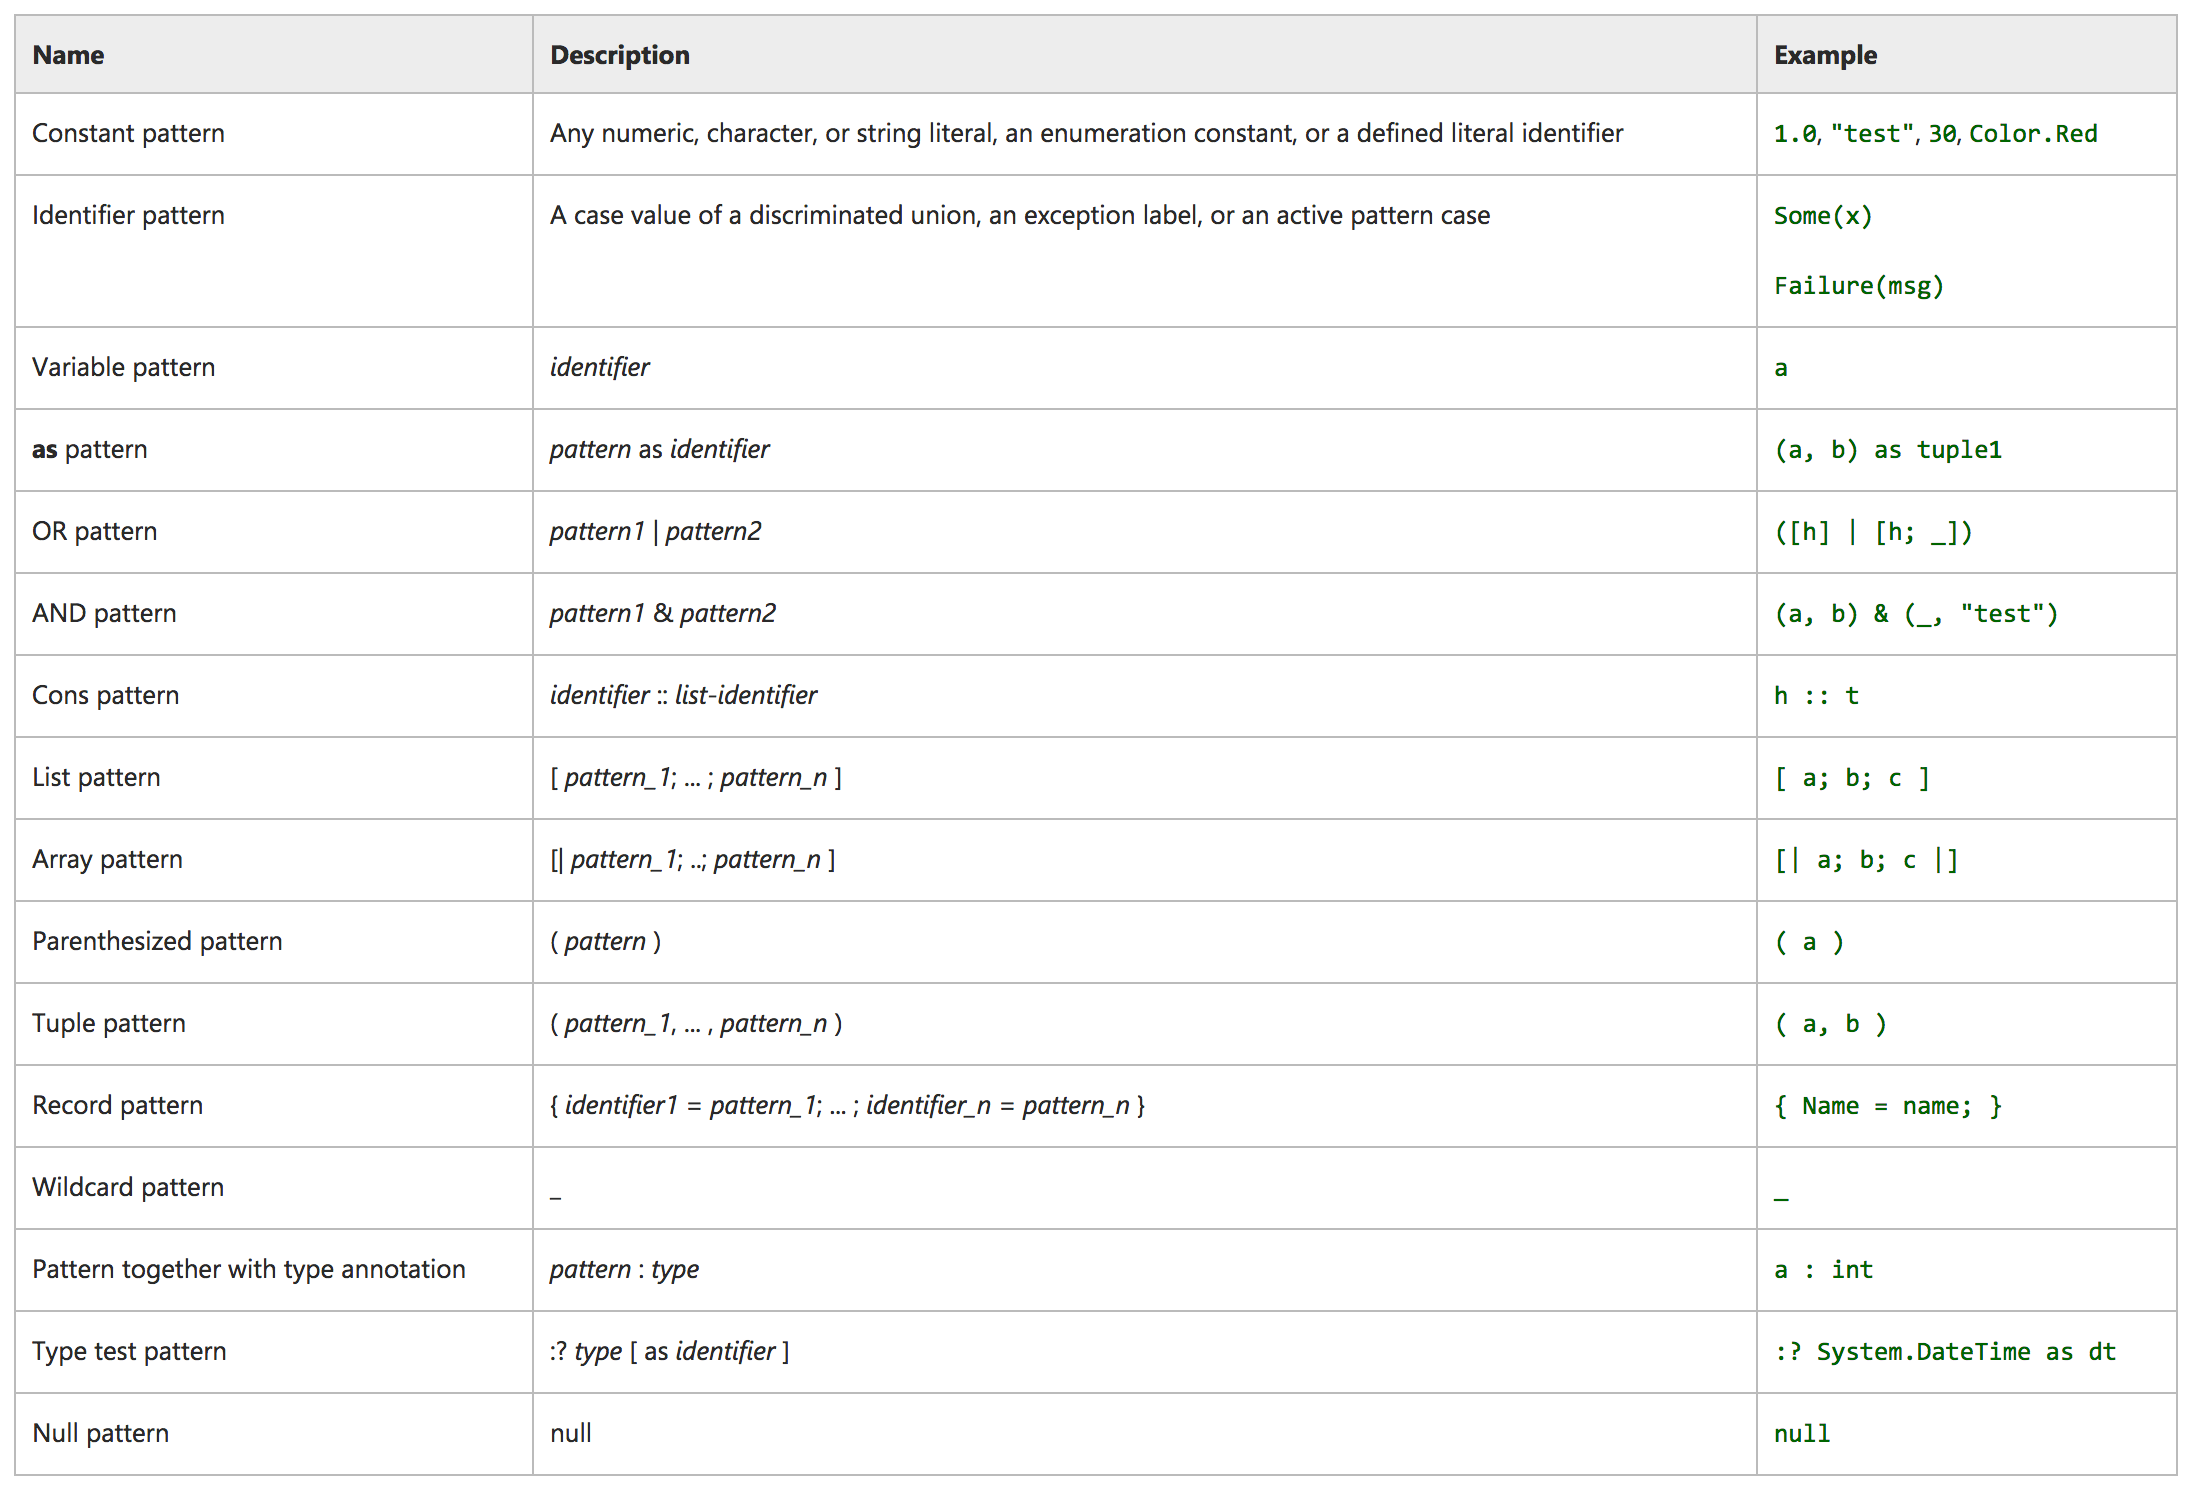 Name Description Example
Constant pattern Any numeric, character, or string literal, an enumeration constant, or a defined literal identifier 1.0, "test", 30, Color.Red
Identifier pattern A case value of a discriminated union, an exception label, or an active pattern case Some(x)
Failure(msg)
Variable pattern identifier a
as pattern pattern as identifier (a, b) as tuple1
OR pattern pattern1 | pattern2 ([h] | [h; _])
AND pattern pattern1 & pattern2 (a, b) & (_, "test")
Cons pattern identifier :: list-identifier h :: t
List pattern [ pattern_1; ... ; pattern_n ] [ a; b; c ]
Array pattern [| pattern_1; ..; pattern_n ] [| a; b; c |]
Parenthesized pattern ( pattern ) ( a )
Tuple pattern ( pattern_1, ... , pattern_n ) ( a, b )
Record pattern { identifier1 = pattern_1; ... ; identifier_n = pattern_n } { Name = name; }
Wildcard pattern _ _
Pattern together with type annotation pattern : type a : int
Type test pattern :? type [ as identifier ] :? System.DateTime as dt
Null pattern null null